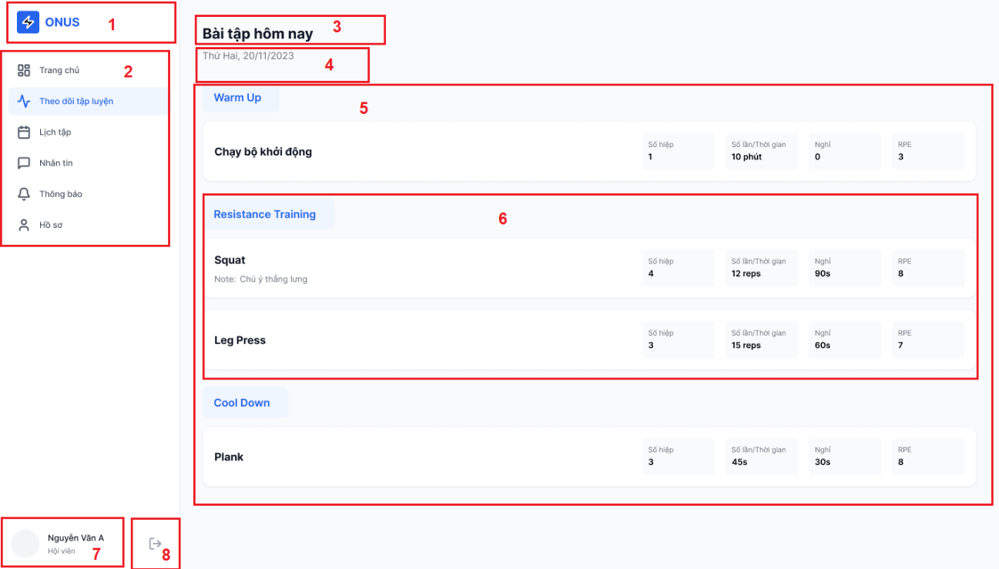 ONUS
1
Trang chủ
2
Theo dõi tập luyện
Lịch tập
Nhắn tin
Thông báo
Hồ sơ
Nguyễn Văn A
Hội viên
7
8
Bài tập hôm nay
3
Thứ Hai, 20/11/2023
4
Warm Up
5
Chạy bộ khởi động
Số hiệp
1
Số lần/Thời gian
10 phút
Nghỉ
0
RPE
3
Resistance Training
6
Squat
Note: Chú ý thẳng lưng
Số hiệp
4
Số lần/Thời gian
12 reps
Nghỉ
90s
RPE
8
Leg Press
Số hiệp
3
Số lần/Thời gian
15 reps
Nghỉ
60s
RPE
7
Cool Down
Plank
Số hiệp
3
Số lần/Thời gian
45s
Nghỉ
30s
RPE
8